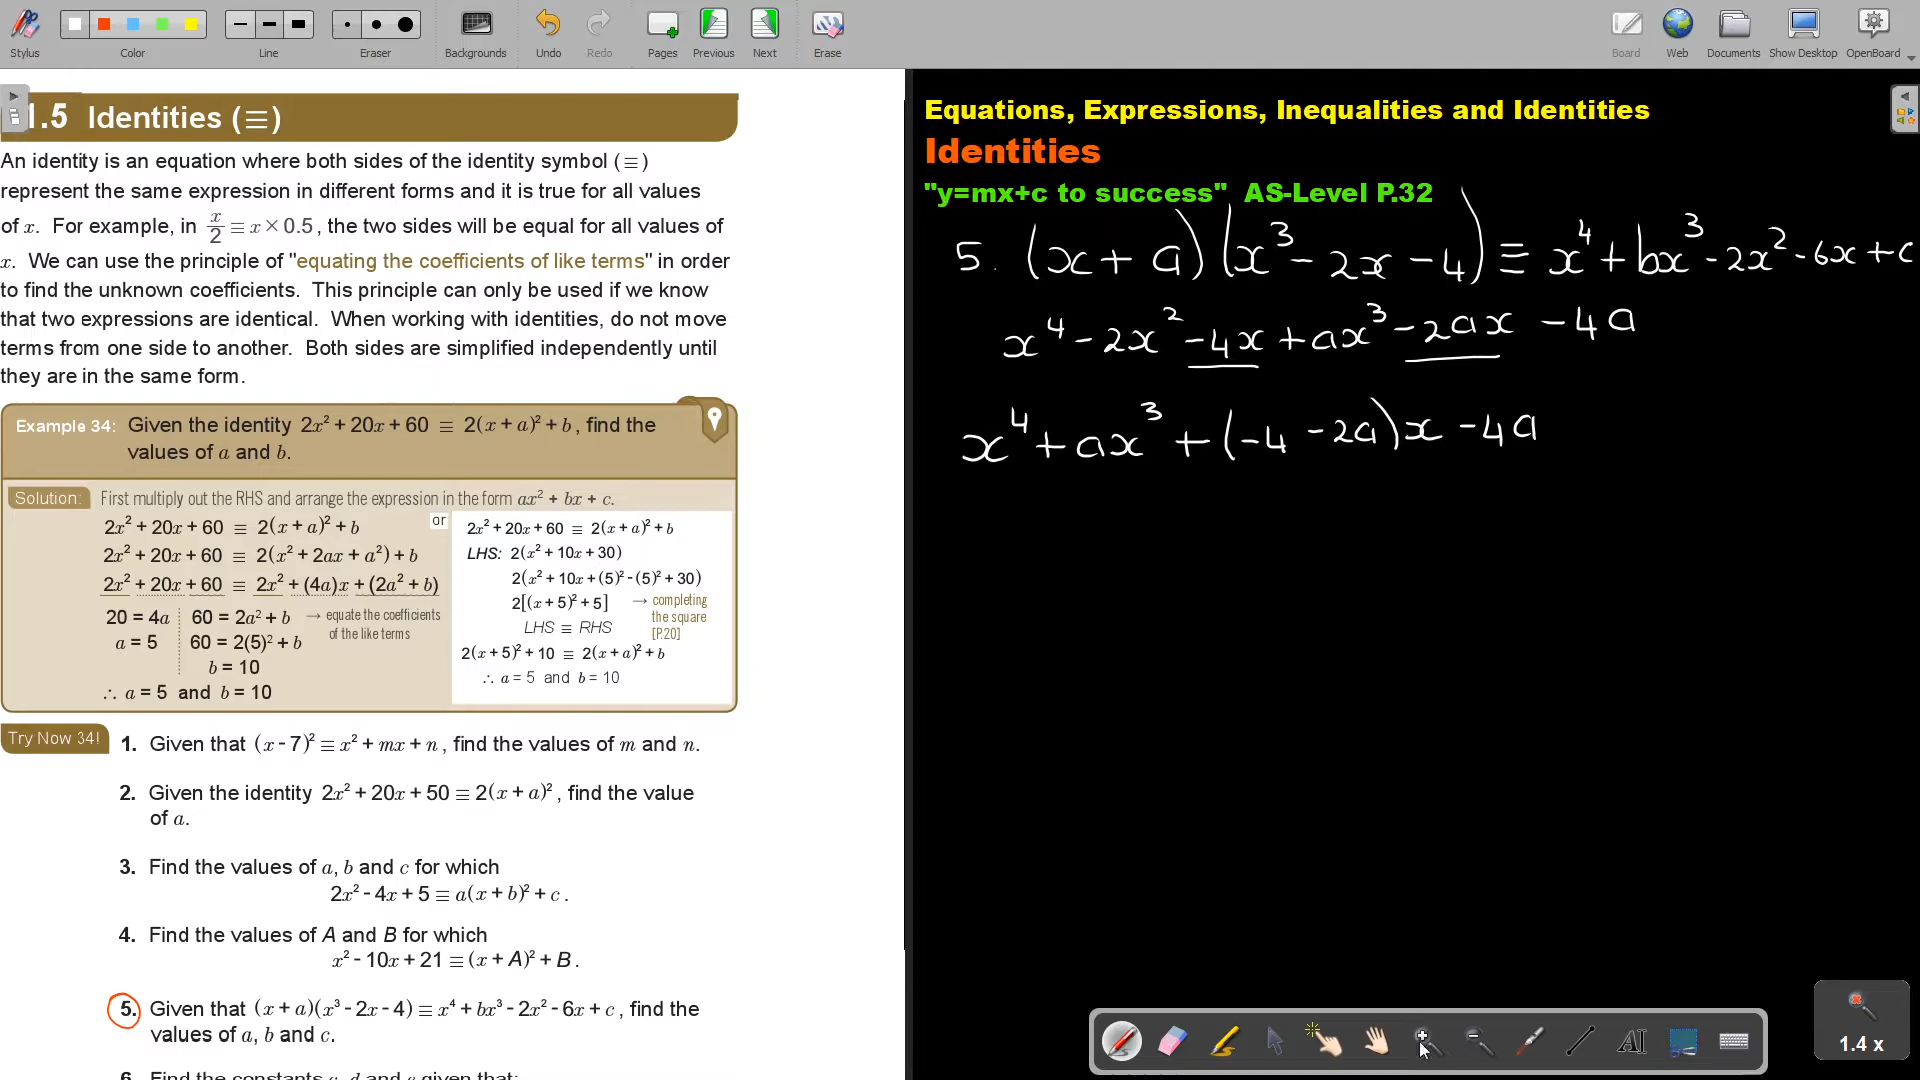 Stylus
Color
Line
Eraser
Backgrounds
Undo
Redo
Pages
Previous
Next
Erase
Board
Web
Documents
Show Desktop
OpenBoard
1.5 Identities (≡)
An identity is an equation where both sides of the identity symbol (≡)
represent the same expression in different forms and it is true for all values
of x. For example, in x/2 ≡ x × 0.5, the two sides will be equal for all values of
x. We can use the principle of "equating the coefficients of like terms" in order
to find the unknown coefficients. This principle can only be used if we know
that two expressions are identical. When working with identities, do not move
terms from one side to another. Both sides are simplified independently until
they are in the same form.
Example 34: Given the identity 2x² + 20x + 60 ≡ 2(x + a)² + b, find the
values of a and b.
Solution: First multiply out the RHS and arrange the expression in the form ax² + bx + c.
2x² + 20x + 60 ≡ 2(x + a)² + b
2x² + 20x + 60 ≡ 2(x² + 2ax + a²) + b
2x² + 20x + 60 ≡ 2x² + (4a)x + (2a² + b)
20 = 4a
a = 5
60 = 2a² + b
60 = 2(5)² + b
b = 10
→ equate the coefficients
of the like terms
∴ a = 5 and b = 10
or
2x² + 20x + 60 ≡ 2(x + a)² + b
LHS: 2(x² + 10x + 30)
2(x² + 10x + (5)² - (5)² + 30)
2[(x + 5)² + 5]
→ completing
the square
[P.20]
LHS ≡ RHS
2(x + 5)² + 10 ≡ 2(x + a)² + b
∴ a = 5 and b = 10
Try Now 34!
1. Given that (x - 7)² ≡ x² + mx + n, find the values of m and n.
2. Given the identity 2x² + 20x + 50 ≡ 2(x + a)², find the value
of a.
3. Find the values of a, b and c for which
2x² - 4x + 5 ≡ a(x + b)² + c.
4. Find the values of A and B for which
x² - 10x + 21 ≡ (x + A)² + B.
5. Given that (x + a)(x³ - 2x - 4) ≡ x⁴ + bx³ - 2x² - 6x + c, find the
values of a, b and c.
6. Find the constants c, d and e given that:
Equations, Expressions, Inequalities and Identities
Identities
"y=mx+c to success" AS-Level P.32
5. (x + a)(x³ - 2x - 4) ≡ x⁴ + bx³ - 2x² - 6x + c
x⁴ - 2x² - 4x + ax³ - 2ax - 4a
x⁴ + ax³ + (-4 - 2a)x - 4a
AI
1.4 x